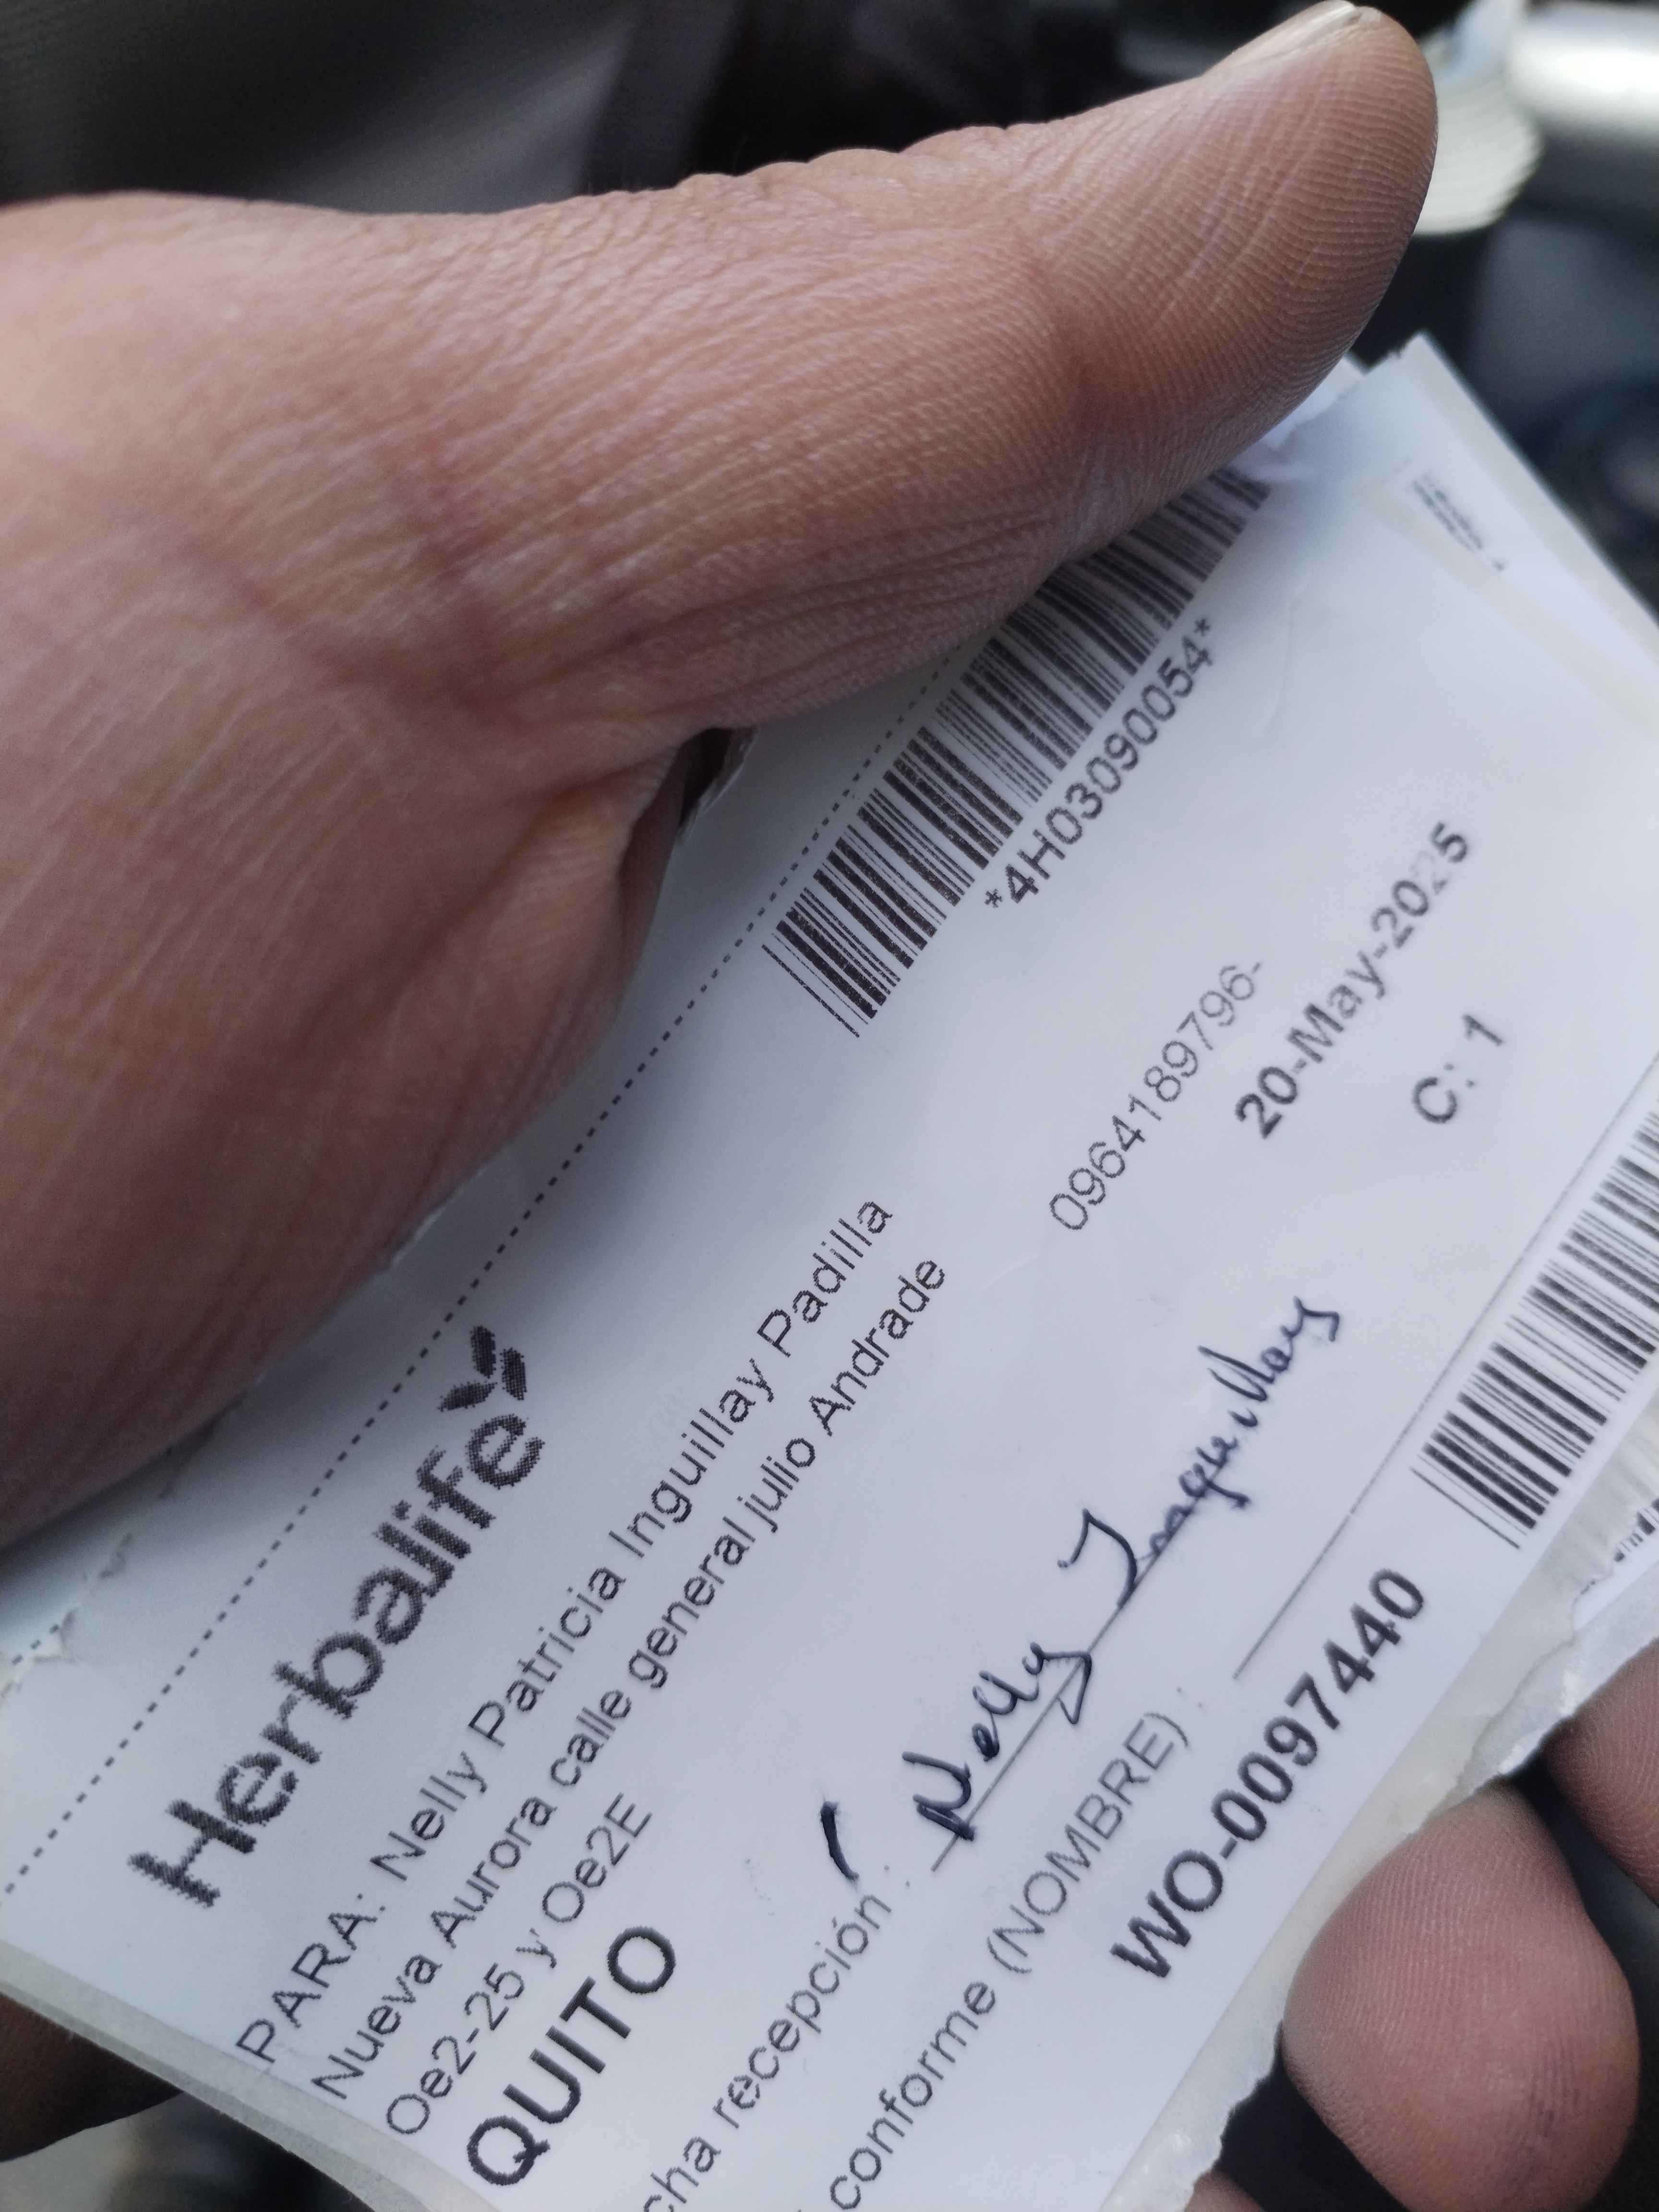 *4H03090054*
Herbalife
PARA: Nelly Patricia Inguillay Padilla
Nueva Aurora calle general julio Andrade
Oe2-25 y Oe2E
0964189796-
QUITO
20-May-2025
C: 1
cha recepción :
Nelly
conforme (NOMBRE) :
WO-0097440